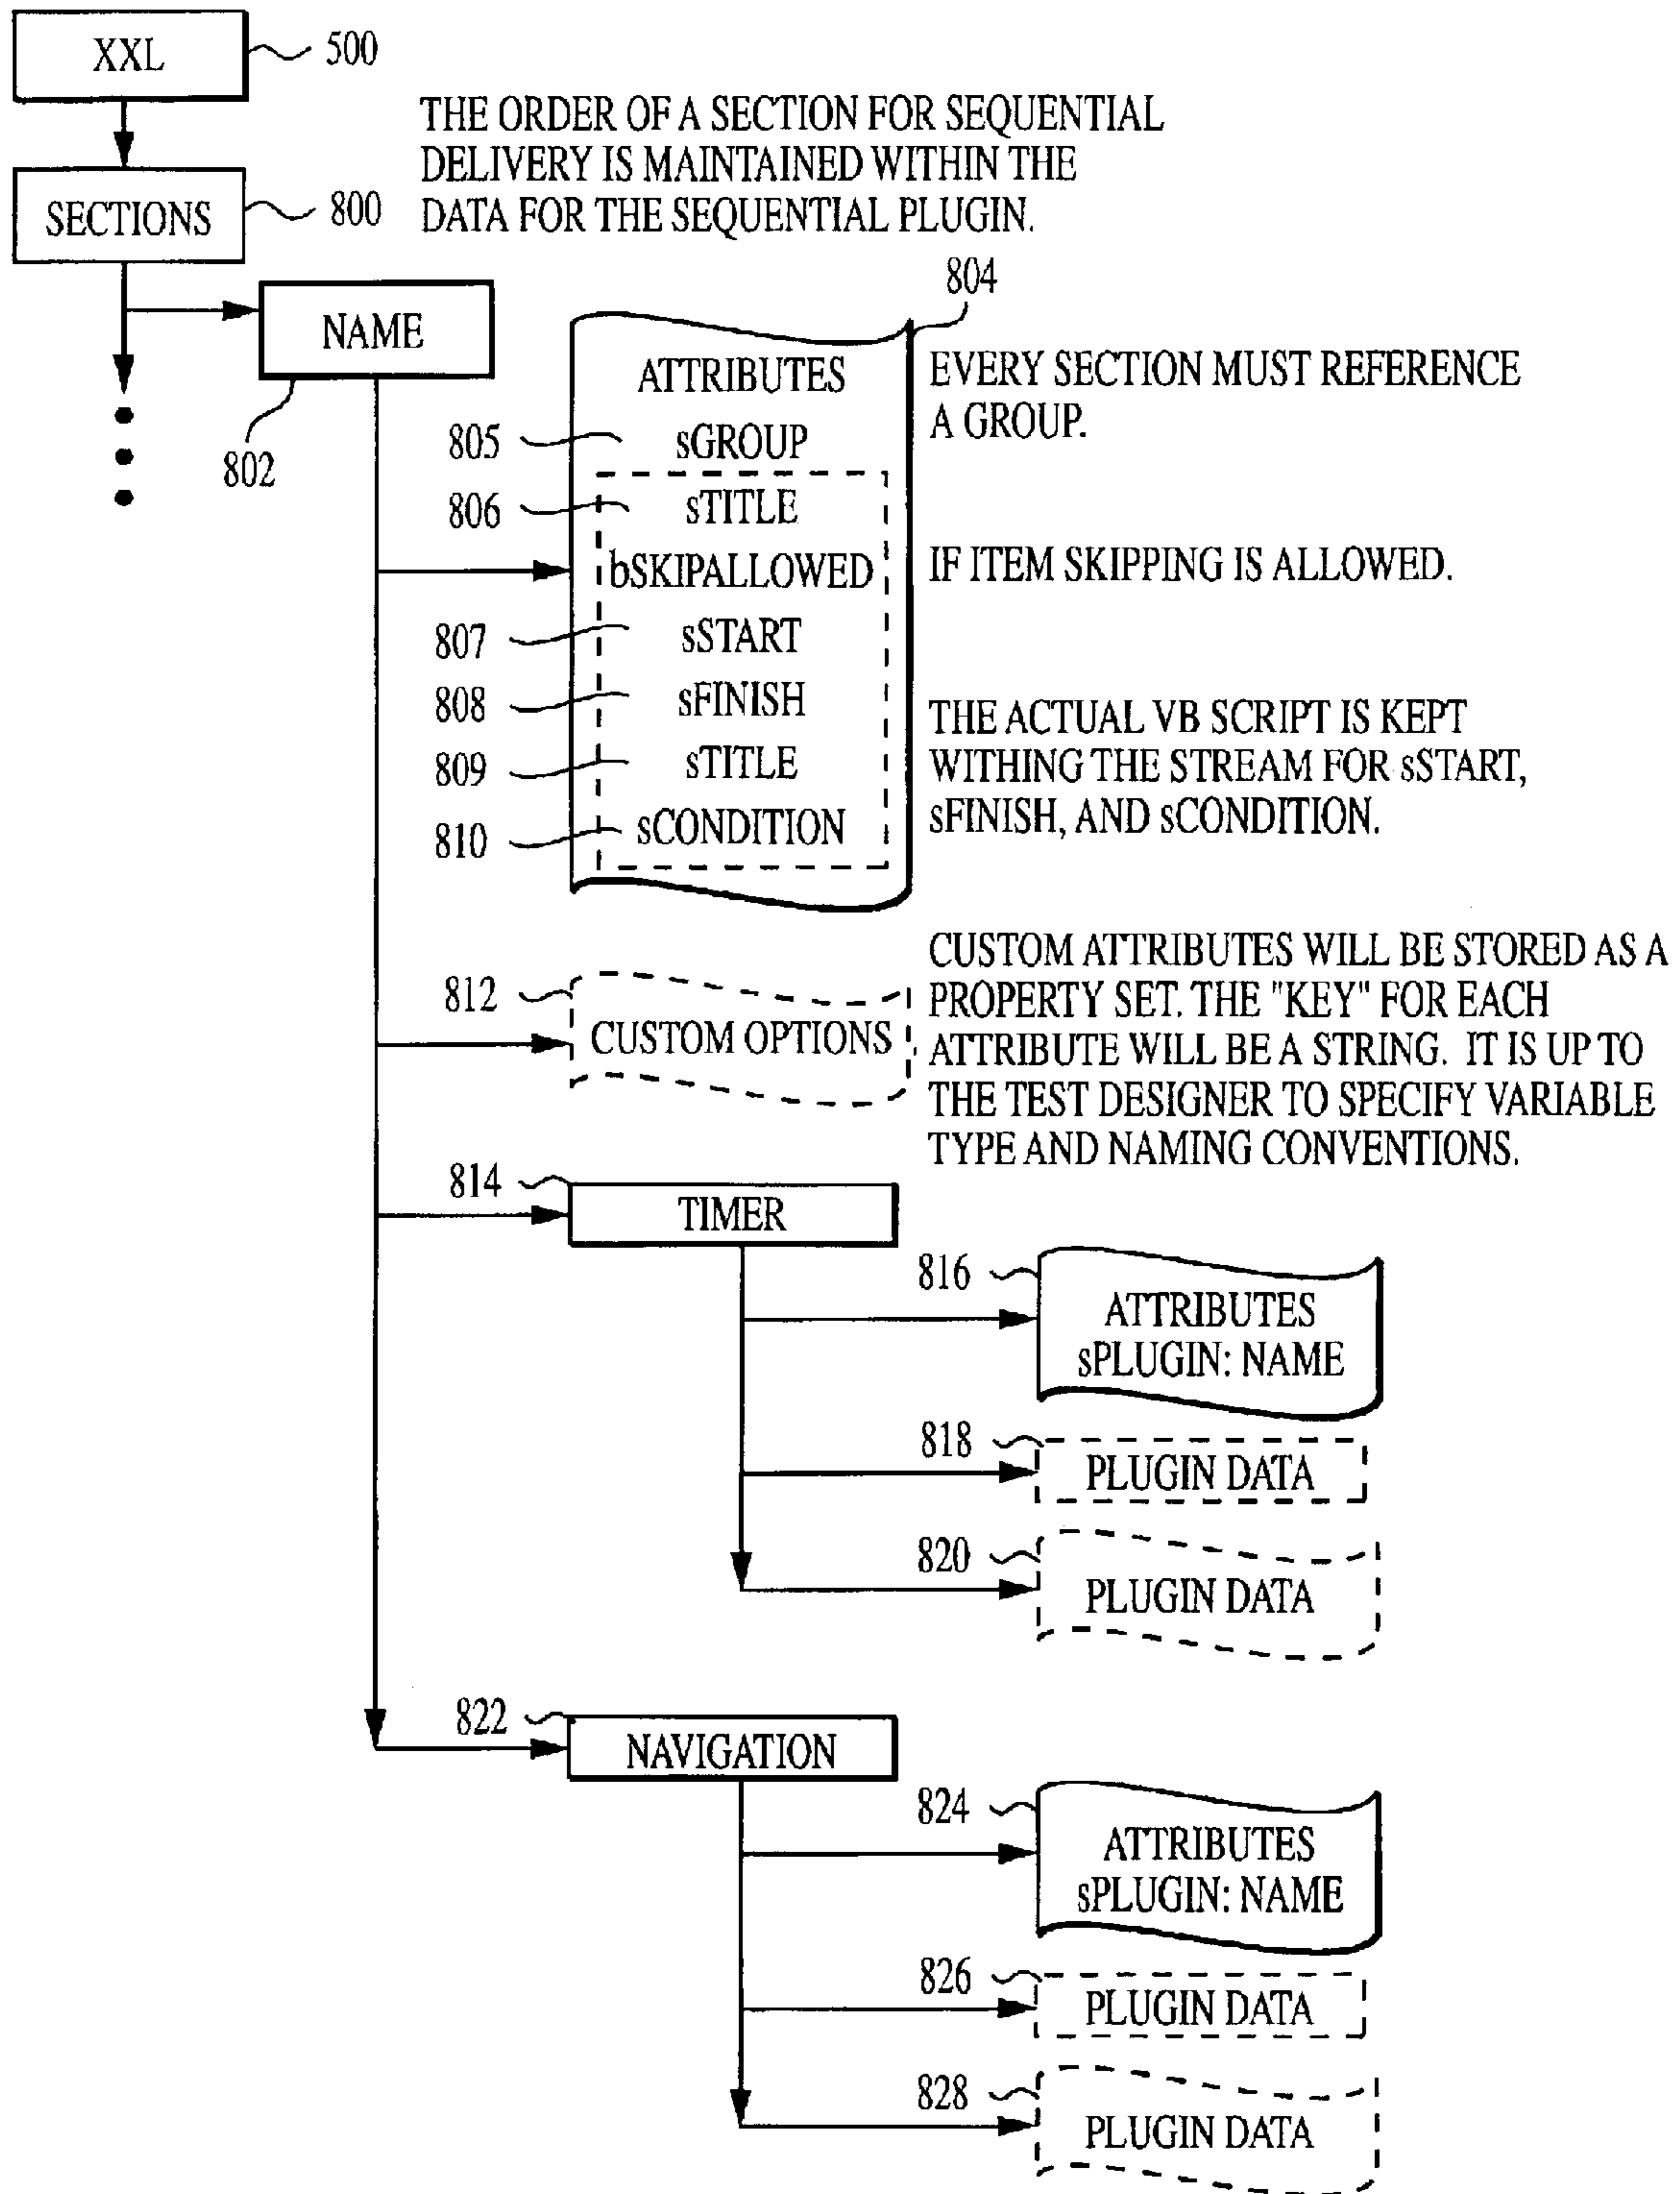 XXL
500
THE ORDER OF A SECTION FOR SEQUENTIAL
DELIVERY IS MAINTAINED WITHIN THE
DATA FOR THE SEQUENTIAL PLUGIN.
SECTIONS
800
NAME
802
804
ATTRIBUTES
EVERY SECTION MUST REFERENCE
A GROUP.
805
sGROUP
806
sTITLE
bSKIPALLOWED
IF ITEM SKIPPING IS ALLOWED.
807
sSTART
808
sFINISH
809
sTITLE
810
sCONDITION
THE ACTUAL VB SCRIPT IS KEPT
WITHING THE STREAM FOR sSTART,
sFINISH, AND sCONDITION.
812
CUSTOM OPTIONS
CUSTOM ATTRIBUTES WILL BE STORED AS A
PROPERTY SET. THE "KEY" FOR EACH
ATTRIBUTE WILL BE A STRING. IT IS UP TO
THE TEST DESIGNER TO SPECIFY VARIABLE
TYPE AND NAMING CONVENTIONS.
814
TIMER
816
ATTRIBUTES
sPLUGIN: NAME
818
PLUGIN DATA
820
PLUGIN DATA
822
NAVIGATION
824
ATTRIBUTES
sPLUGIN: NAME
826
PLUGIN DATA
828
PLUGIN DATA